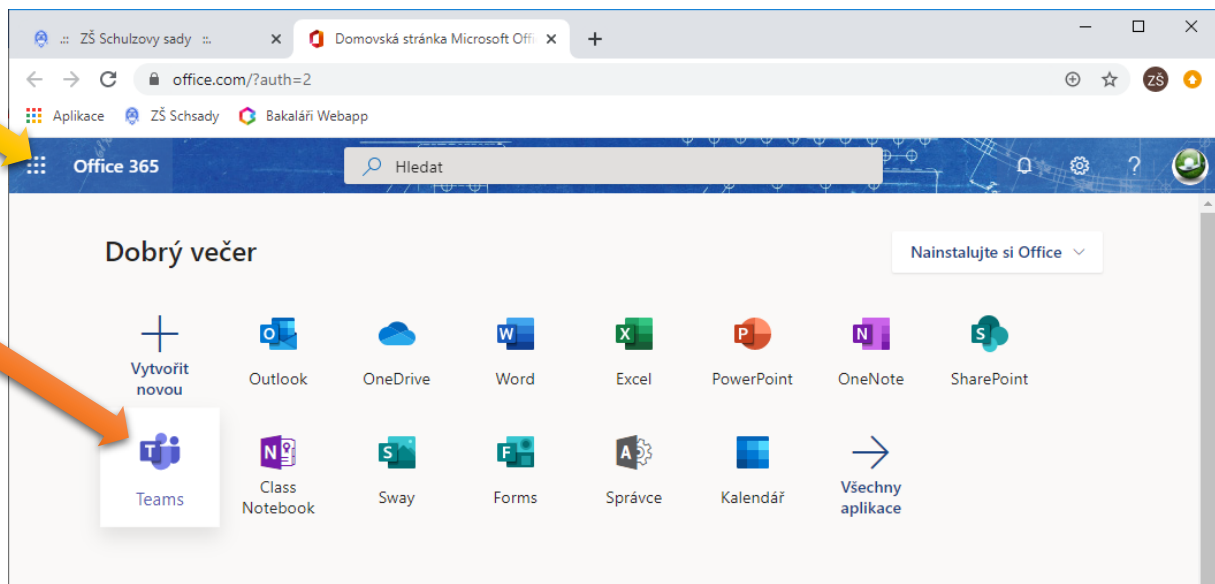 .:: ZŠ Schulzovy sady ::.
Domovská stránka Microsoft Offi
office.com/?auth=2
ZŠ
Aplikace ZŠ Schsady Bakaláři Webapp
Office 365 Hledat ?
Dobrý večer
Nainstalujte si Office
Vytvořit
novou
Outlook
OneDrive
Word
Excel
PowerPoint
OneNote
SharePoint
Teams
Class
Notebook
Sway
Forms
Správce
Kalendář
Všechny
aplikace